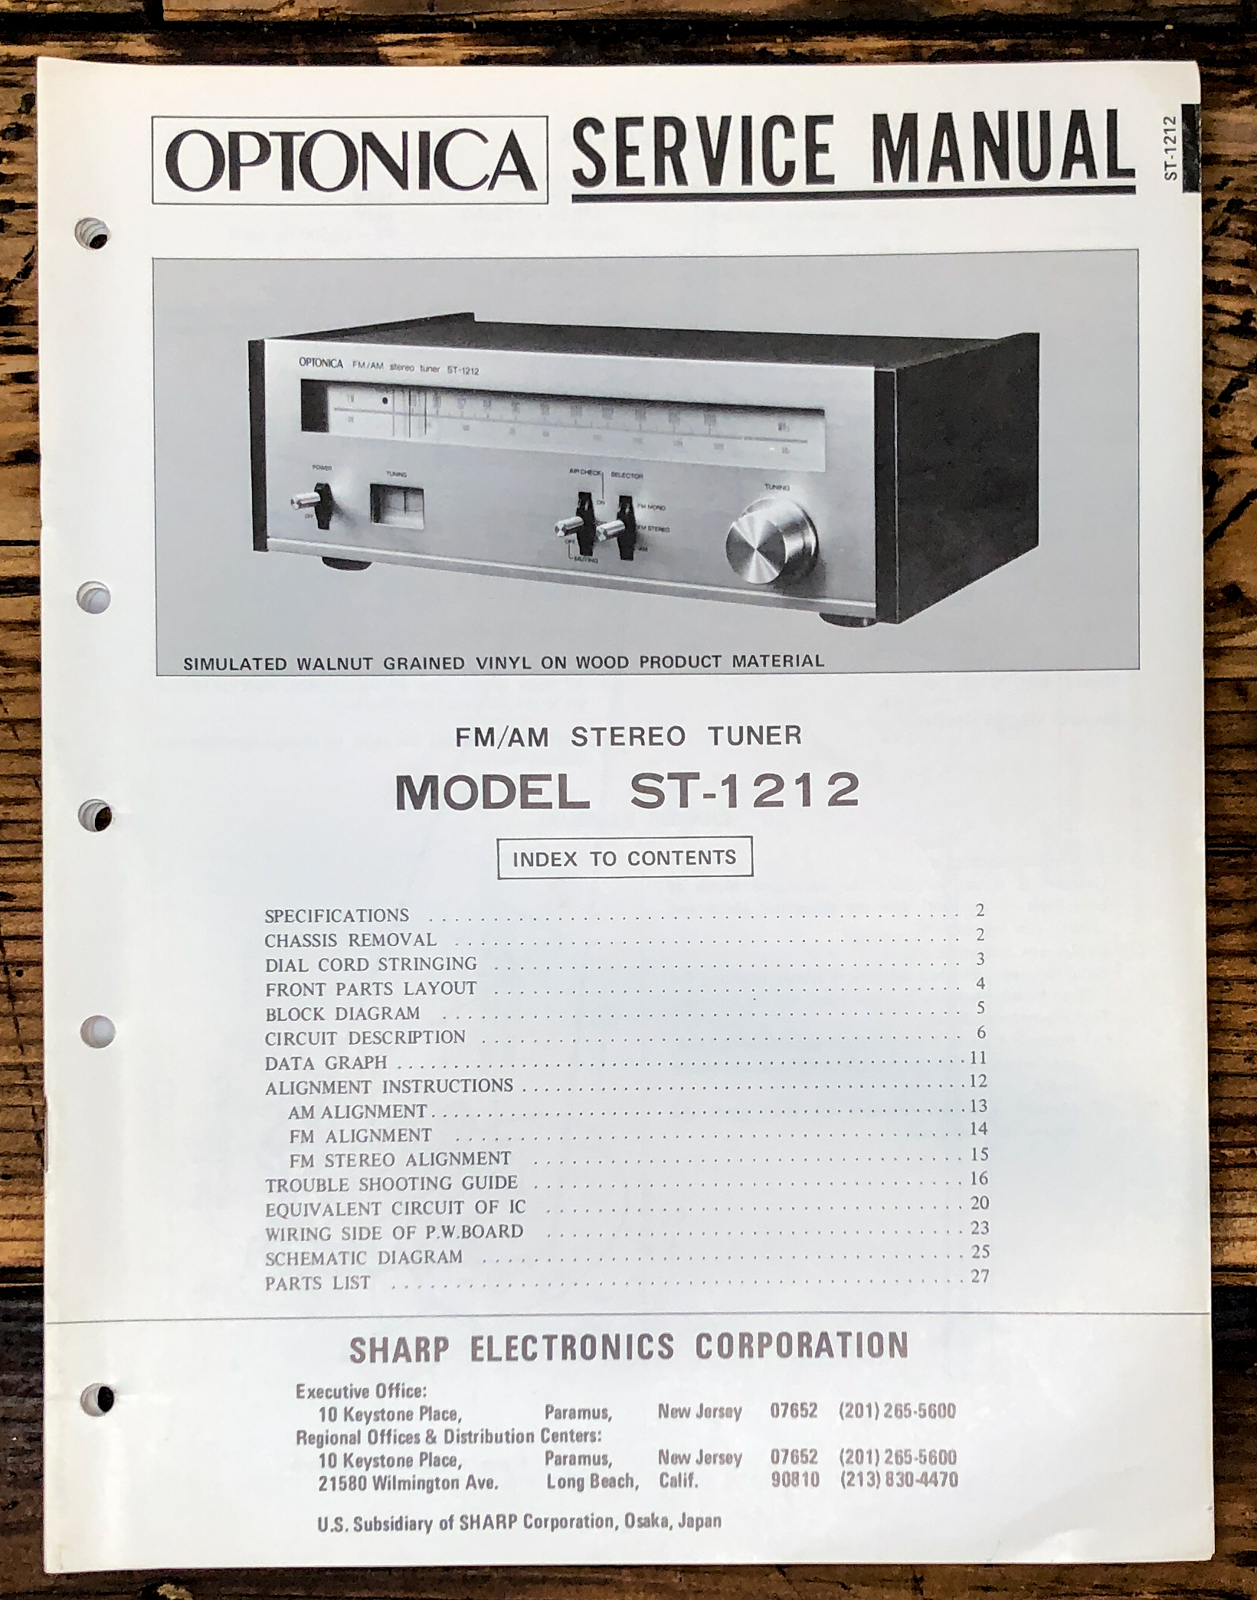 OPTONICA SERVICE MANUAL
ST-1212
OPTONICA FM/AM stereo tuner ST-1212
POWER
TUNING
AIR CHECK
SELECTOR
TUNING
ON
FM MONO
FM STEREO
AM
OFF
OFF
MUTING
SIMULATED WALNUT GRAINED VINYL ON WOOD PRODUCT MATERIAL
FM/AM STEREO TUNER
MODEL ST-1212
INDEX TO CONTENTS
SPECIFICATIONS . . . . . . . . . . 2
CHASSIS REMOVAL . . . . . . . . . . 2
DIAL CORD STRINGING . . . . . . . . . . 3
FRONT PARTS LAYOUT . . . . . . . . . . 4
BLOCK DIAGRAM . . . . . . . . . . 5
CIRCUIT DESCRIPTION . . . . . . . . . . 6
DATA GRAPH . . . . . . . . . . 11
ALIGNMENT INSTRUCTIONS . . . . . . . . . . 12
AM ALIGNMENT . . . . . . . . . . 13
FM ALIGNMENT . . . . . . . . . . 14
FM STEREO ALIGNMENT . . . . . . . . . . 15
TROUBLE SHOOTING GUIDE . . . . . . . . . . 16
EQUIVALENT CIRCUIT OF IC . . . . . . . . . . 20
WIRING SIDE OF P.W.BOARD . . . . . . . . . . 23
SCHEMATIC DIAGRAM . . . . . . . . . . 25
PARTS LIST . . . . . . . . . . 27
SHARP ELECTRONICS CORPORATION
Executive Office:
10 Keystone Place, Paramus, New Jersey 07652 (201) 265-5600
Regional Offices & Distribution Centers:
10 Keystone Place, Paramus, New Jersey 07652 (201) 265-5600
21580 Wilmington Ave. Long Beach, Calif. 90810 (213) 830-4470
U.S. Subsidiary of SHARP Corporation, Osaka, Japan